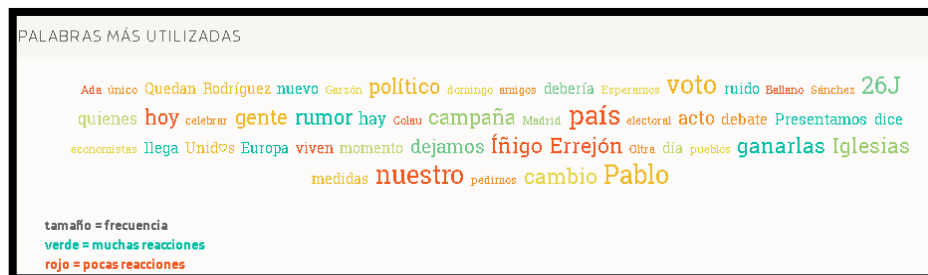 PALABRAS MÁS UTILIZADAS
Ada único Quedan Rodríguez nuevo Garzón político domingo amigos debería Esperamos voto ruido Ballano Sánchez 26J
quienes hoy celebrar gente rumor hay Colau campaña Madrid país electoral acto debate Presentamos dice
economistas llega Unid♡s Europa viven momento dejamos Íñigo Errejón Oltra día pueblos ganarlas Iglesias
medidas nuestro pedimos cambio Pablo
tamaño = frecuencia
verde = muchas reacciones
rojo = pocas reacciones